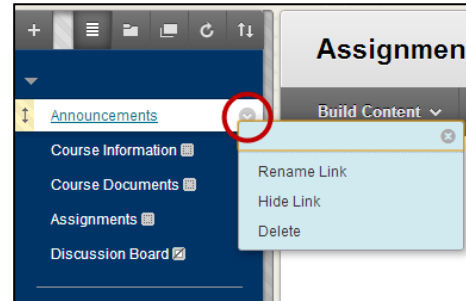 Assignmen
Build Content
Announcements
Course Information
Course Documents
Assignments
Discussion Board
Rename Link
Hide Link
Delete